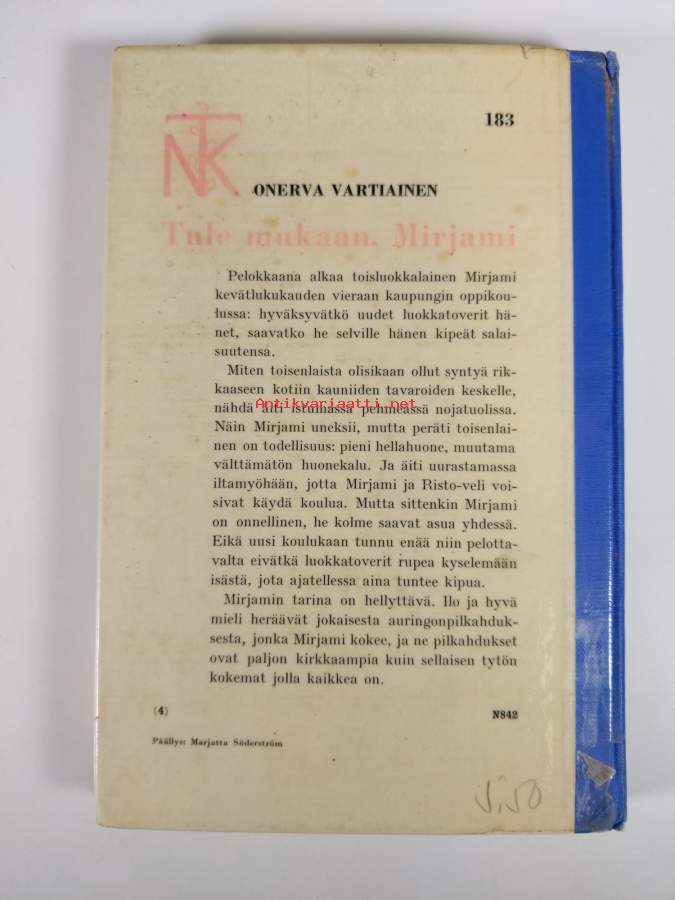 183
NTK
ONERVA VARTIAINEN
Tule mukaan, Mirjami
Pelokkaana alkaa toisluokkalainen Mirjami
kevätlukukauden vieraan kaupungin oppikou-
lussa: hyväksyvätkö uudet luokkatoverit hä-
net, saavatko he selville hänen kipeät salai-
suutensa.
Miten toisenlaista olisikaan ollut syntyä rik-
kaaseen kotiin kauniiden tavaroiden keskelle,
Antikvariaatti.net
nähdä äiti istumassa pehmeässä nojatuolissa.
Näin Mirjami uneksii, mutta peräti toisenlai-
nen on todellisuus: pieni hellahuone, muutama
välttämätön huonekalu. Ja äiti uurastamassa
iltamyöhään, jotta Mirjami ja Risto-veli voi-
sivat käydä koulua. Mutta sittenkin Mirjami
on onnellinen, he kolme saavat asua yhdessä.
Eikä uusi koulukaan tunnu enää niin pelotta-
valta eivätkä luokkatoverit rupea kyselemään
isästä, jota ajatellessa aina tuntee kipua.
Mirjamin tarina on hellyttävä. Ilo ja hyvä
mieli heräävät jokaisesta auringonpilkahduk-
sesta, jonka Mirjami kokee, ja ne pilkahdukset
ovat paljon kirkkaampia kuin sellaisen tytön
kokemat jolla kaikkea on.
(4)
N842
Päällys: Marjatta Söderström
5,50